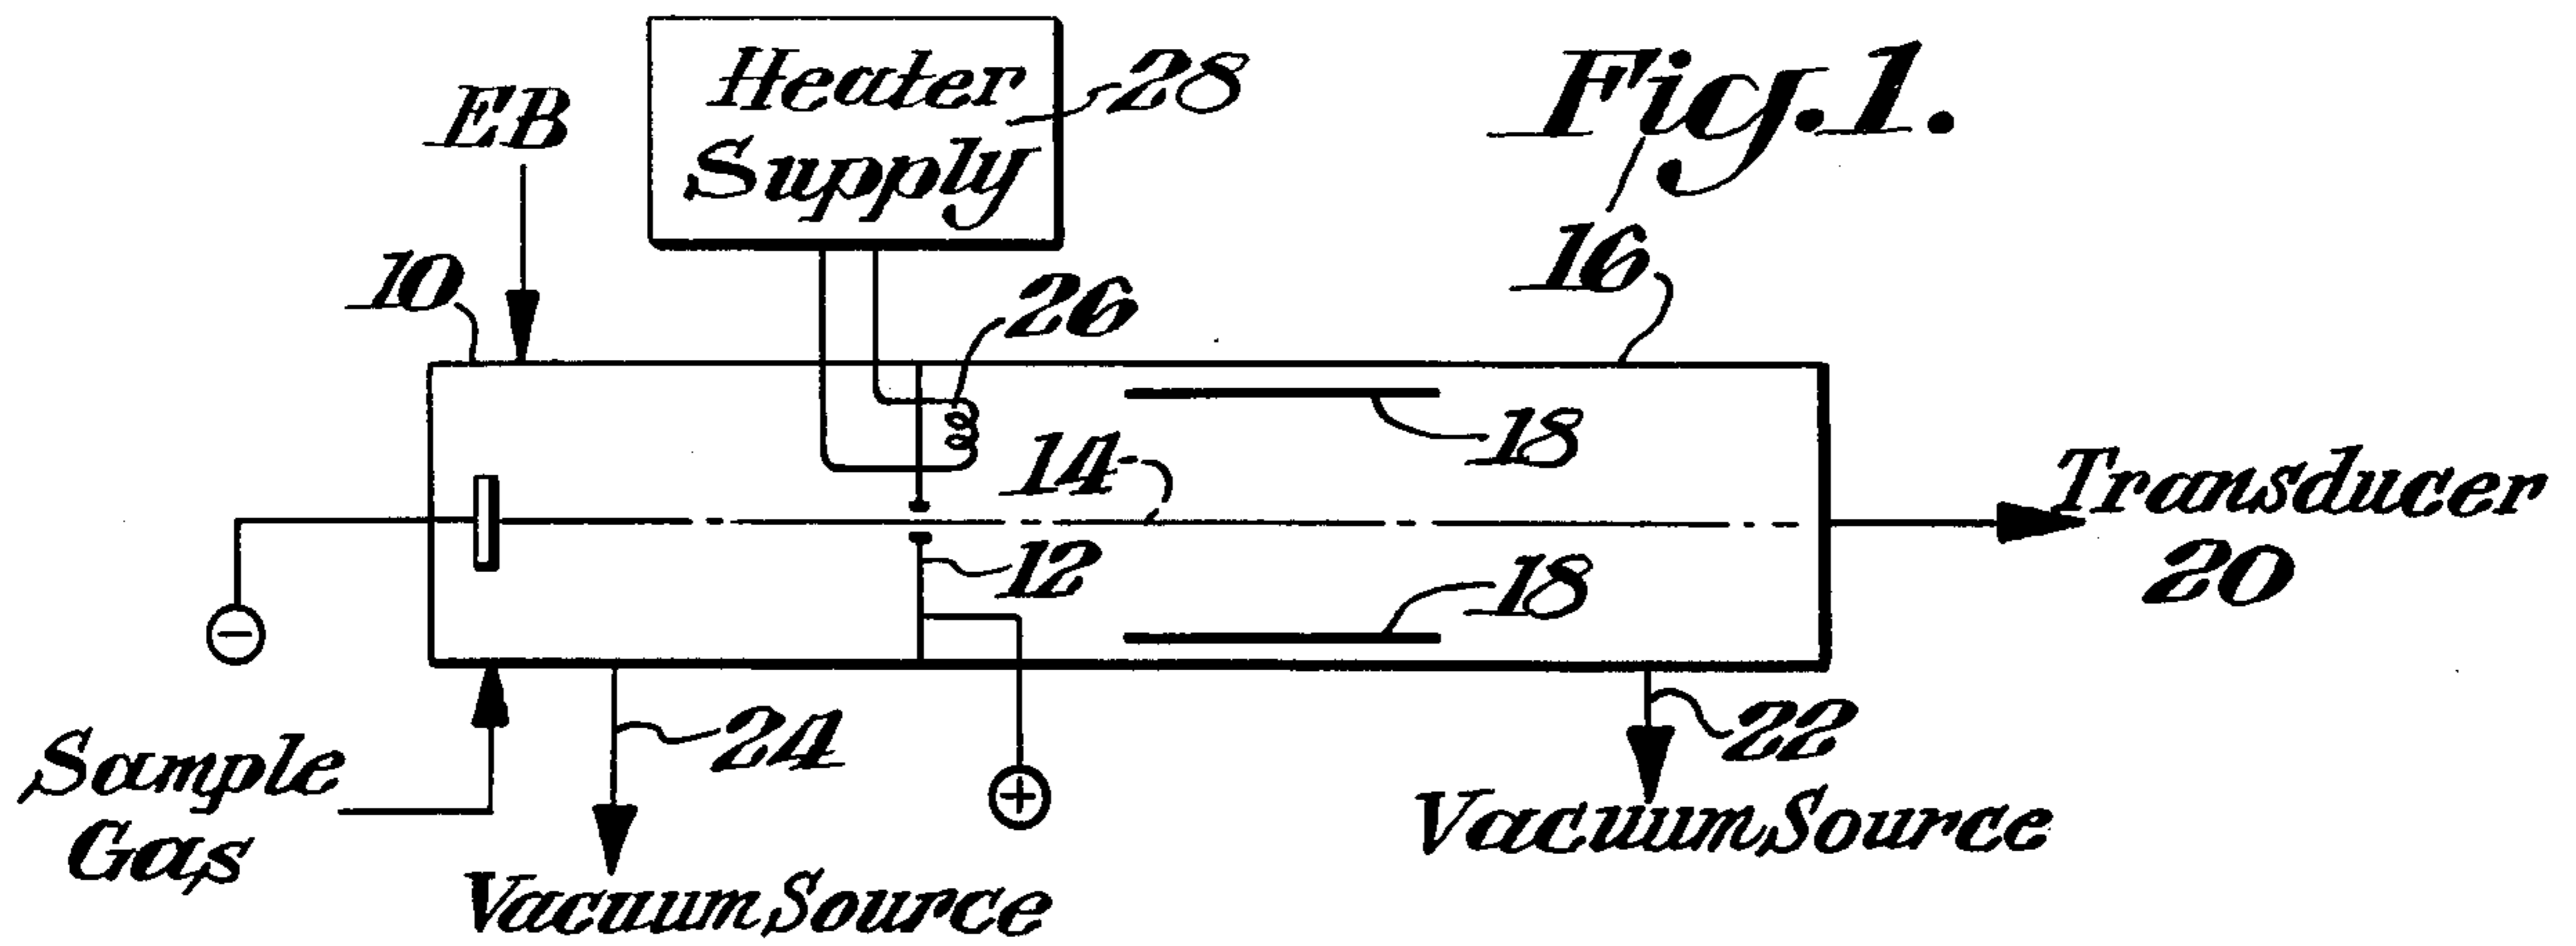 Heater
Supply
28
Fig.1.
EB
10
26
16
18
14
Transducer
20
12
18
−
24
22
Sample
Gas
+
Vacuum Source
Vacuum Source